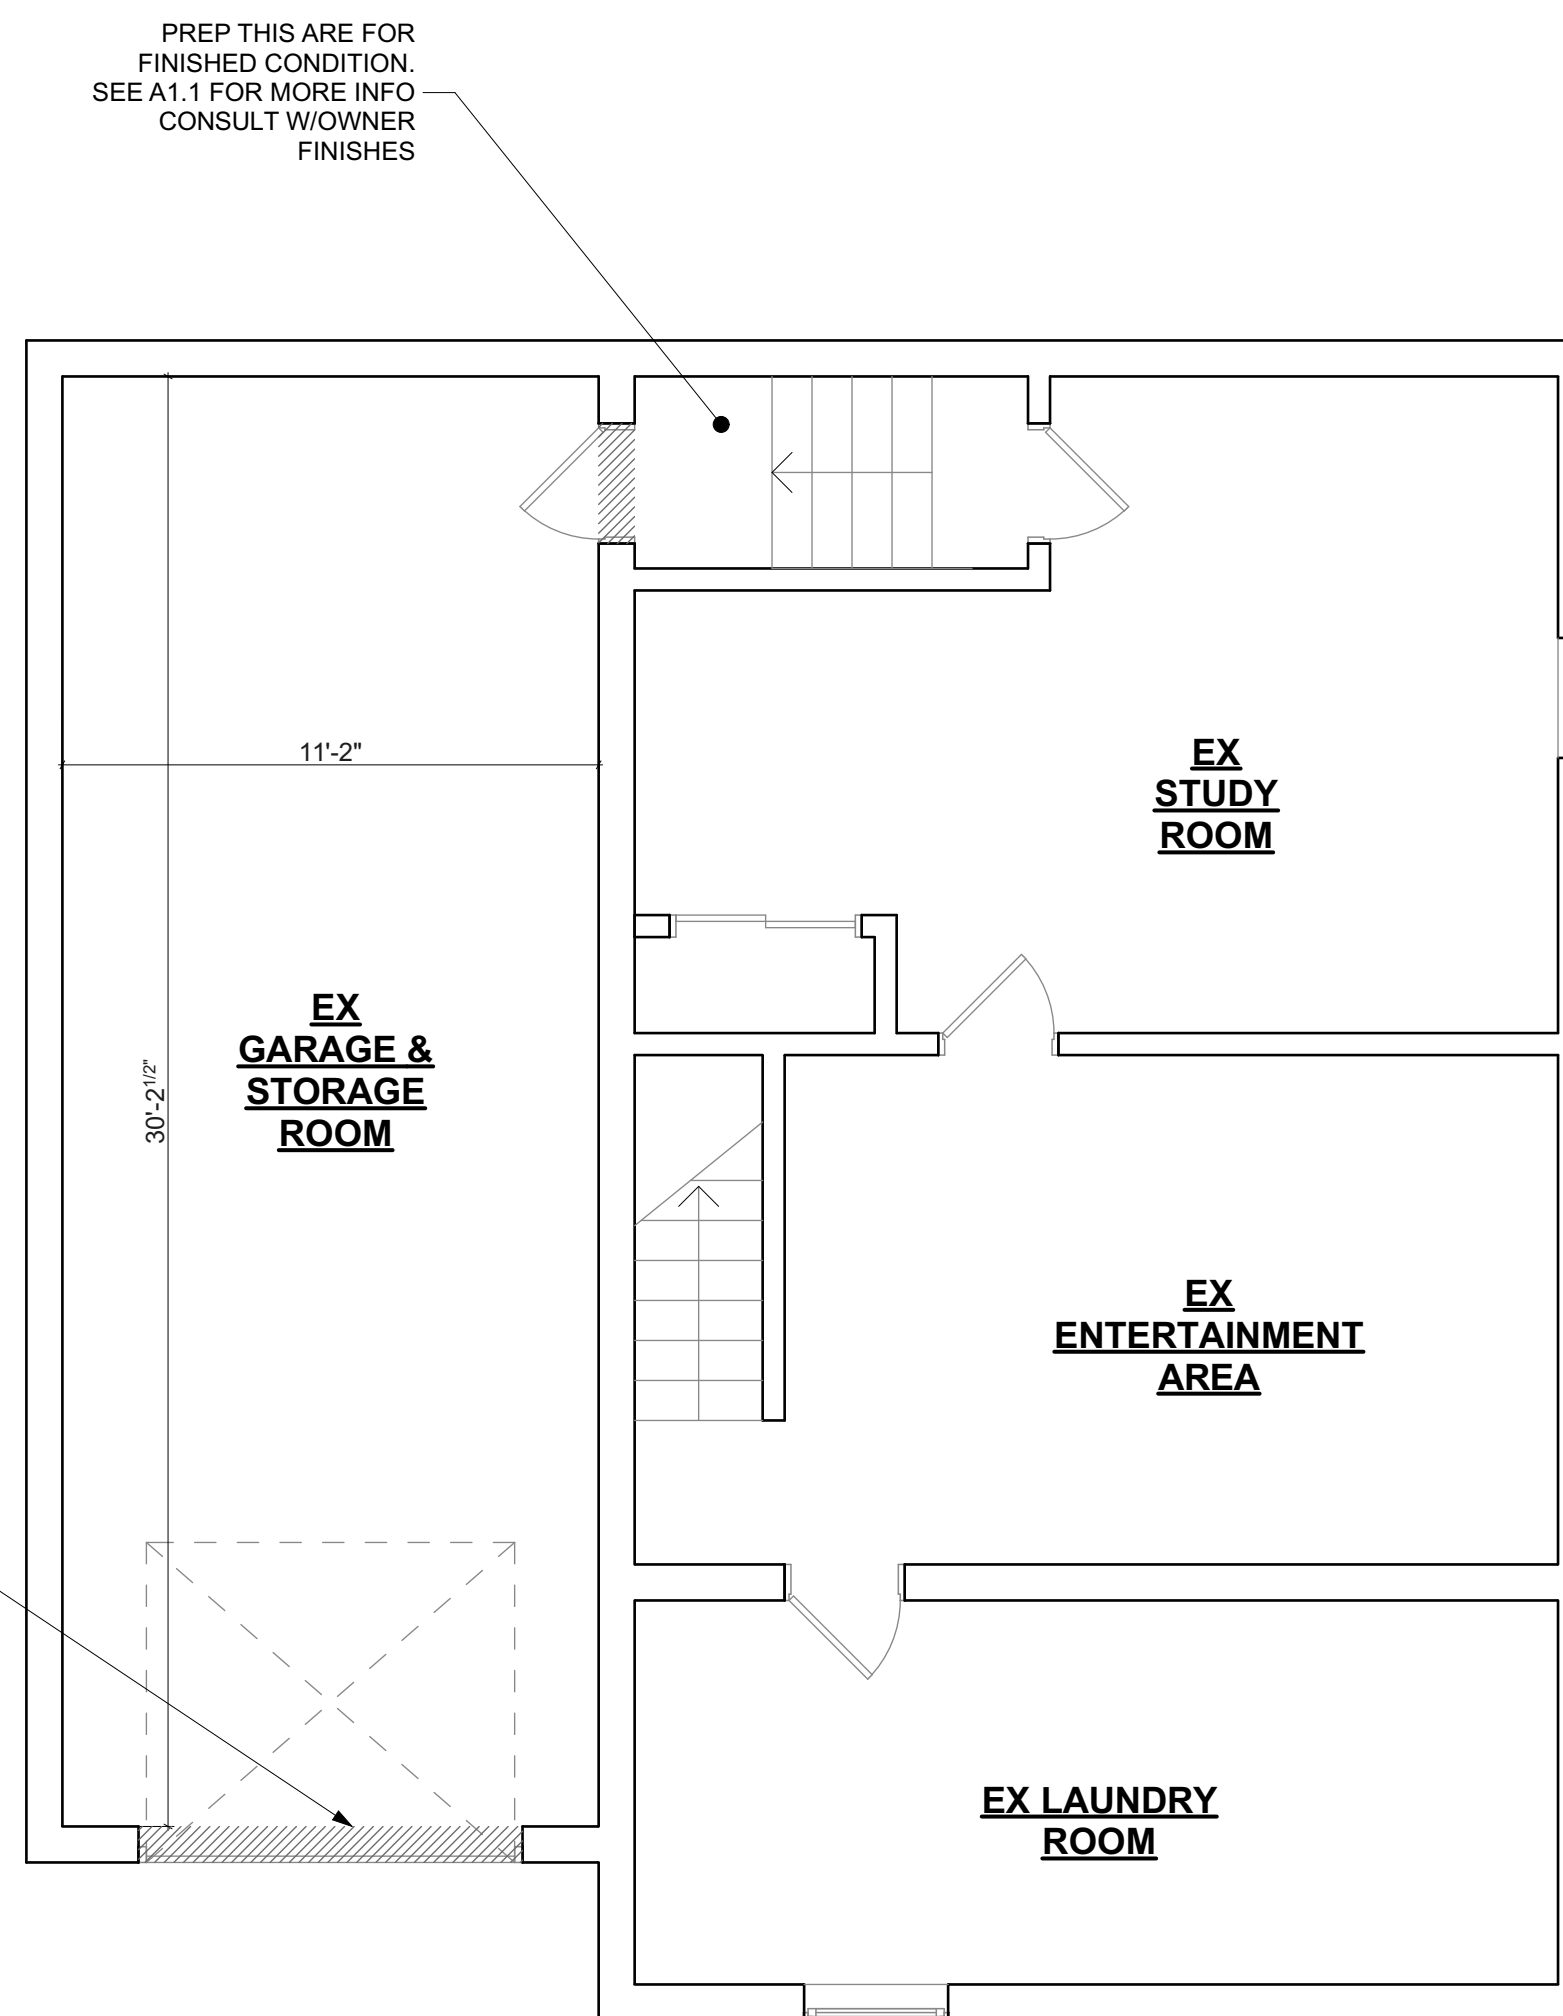 PREP THIS ARE FOR
FINISHED CONDITION.
SEE A1.1 FOR MORE INFO
CONSULT W/OWNER
FINISHES
11'-2"
EX
STUDY
ROOM
EX
GARAGE &
STORAGE
ROOM
30'-2 1/2"
EX
ENTERTAINMENT
AREA
EX LAUNDRY
ROOM